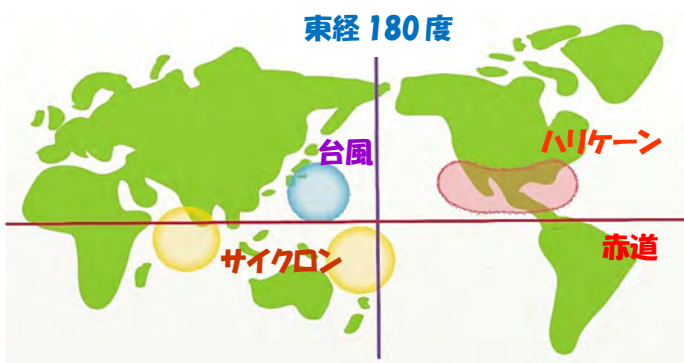 東経180度
台風
ハリケーン
サイクロン
赤道